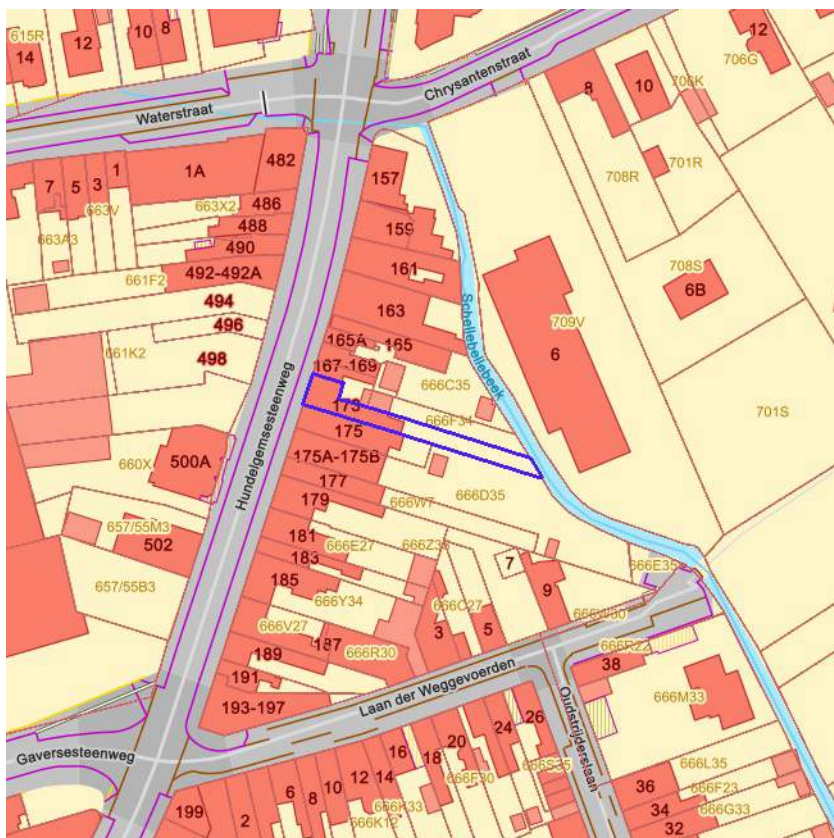 615R
14
12
10
8
Waterstraat
Chrysantenstraat
8
10
706K
706G
12
7
5
3
1
1A
482
663V
663X2
663A3
486
488
490
492-492A
661F2
494
496
498
661K2
157
159
161
163
165A
165
167-169
173
175
175A-175B
177
179
181
183
185
187
189
191
193-197
666C35
666F34
666D35
666W7
666E27
666Y34
666V27
666R30
666C27
708R
701R
708S
6B
709V
6
701S
Schellebellebeek
Hundelgemsesteenweg
660X
500A
657/55M3
502
657/55B3
7
9
3
5
666E35
666R22
38
666M33
Laan der Weggevoerden
Oudstrijderslaan
Gaversesteenweg
199
2
6
8
10
12
14
16
18
20
24
26
666K12
666K33
666F30
666S35
36
34
32
666L35
666F23
666G33